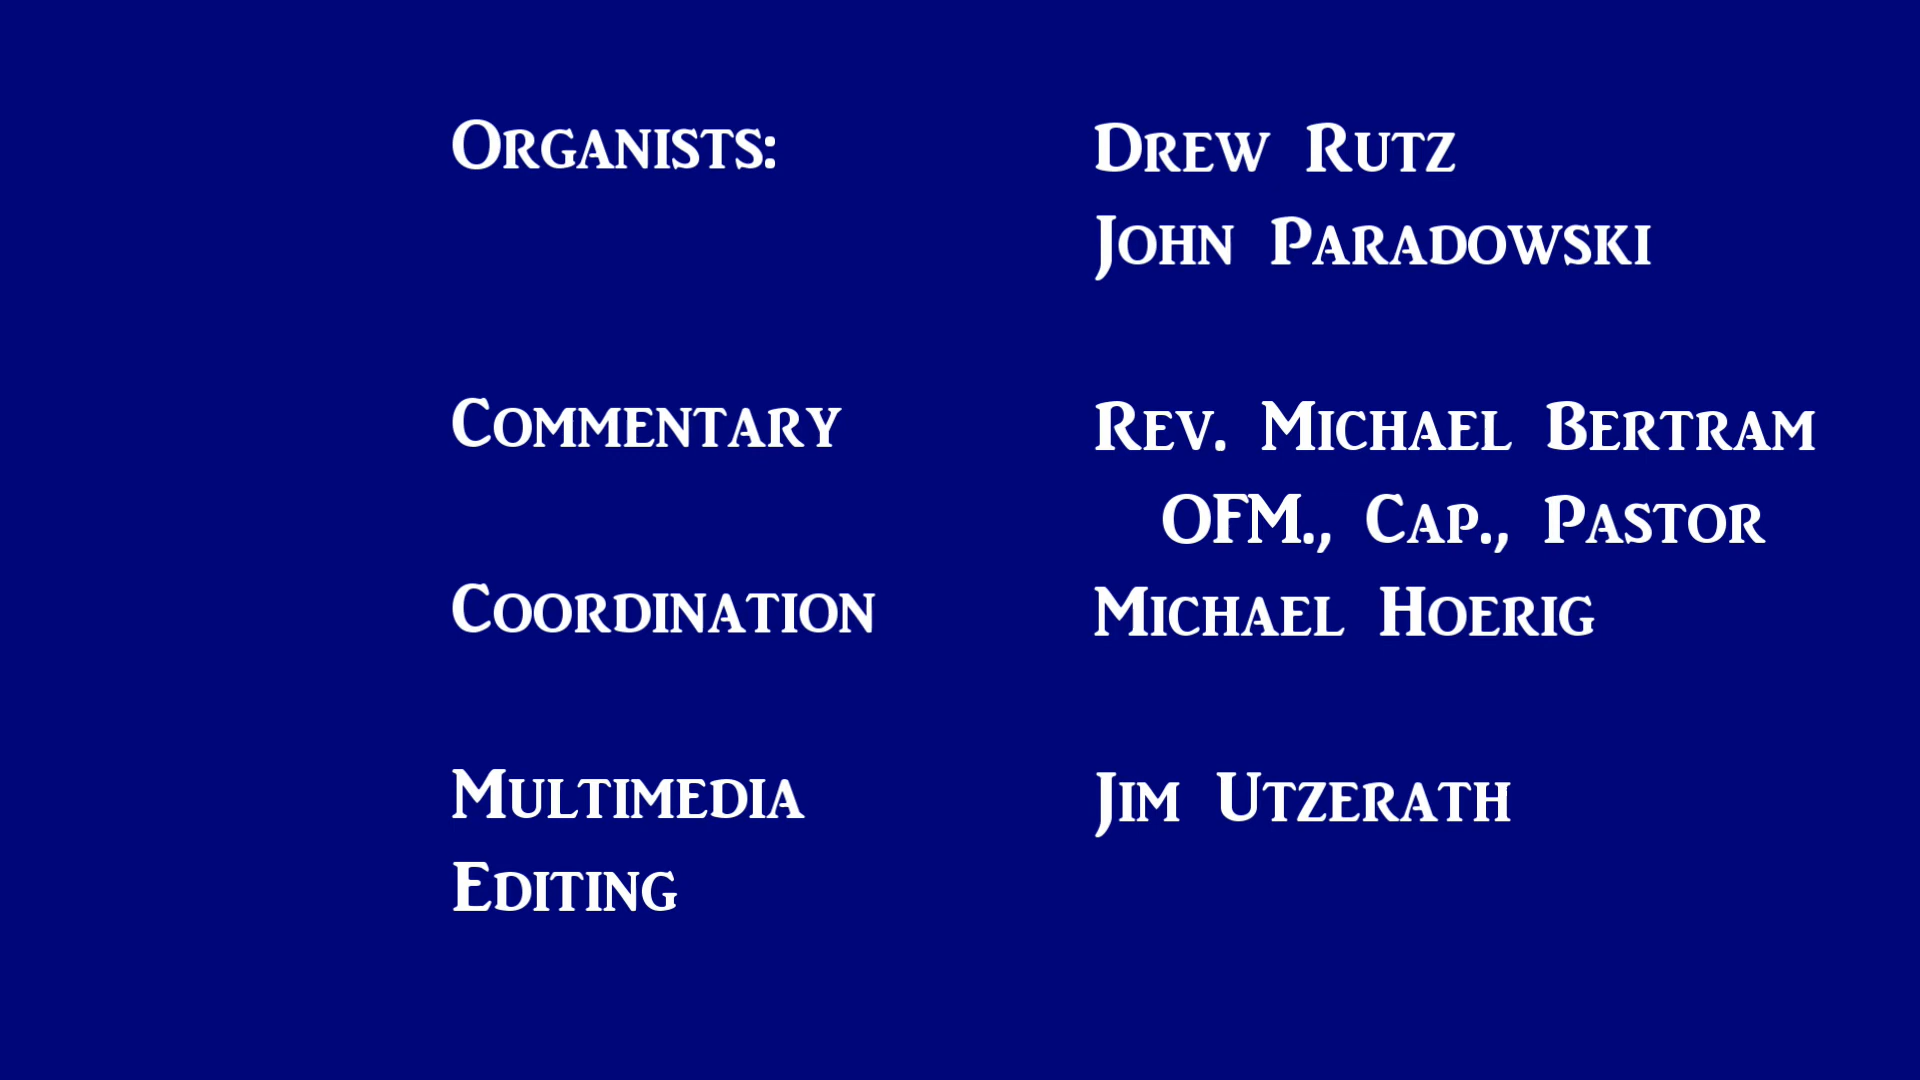 Organists: Drew Rutz
John Paradowski
Commentary Rev. Michael Bertram
OFM., Cap., Pastor
Coordination Michael Hoerig
Multimedia Jim Utzerath
Editing